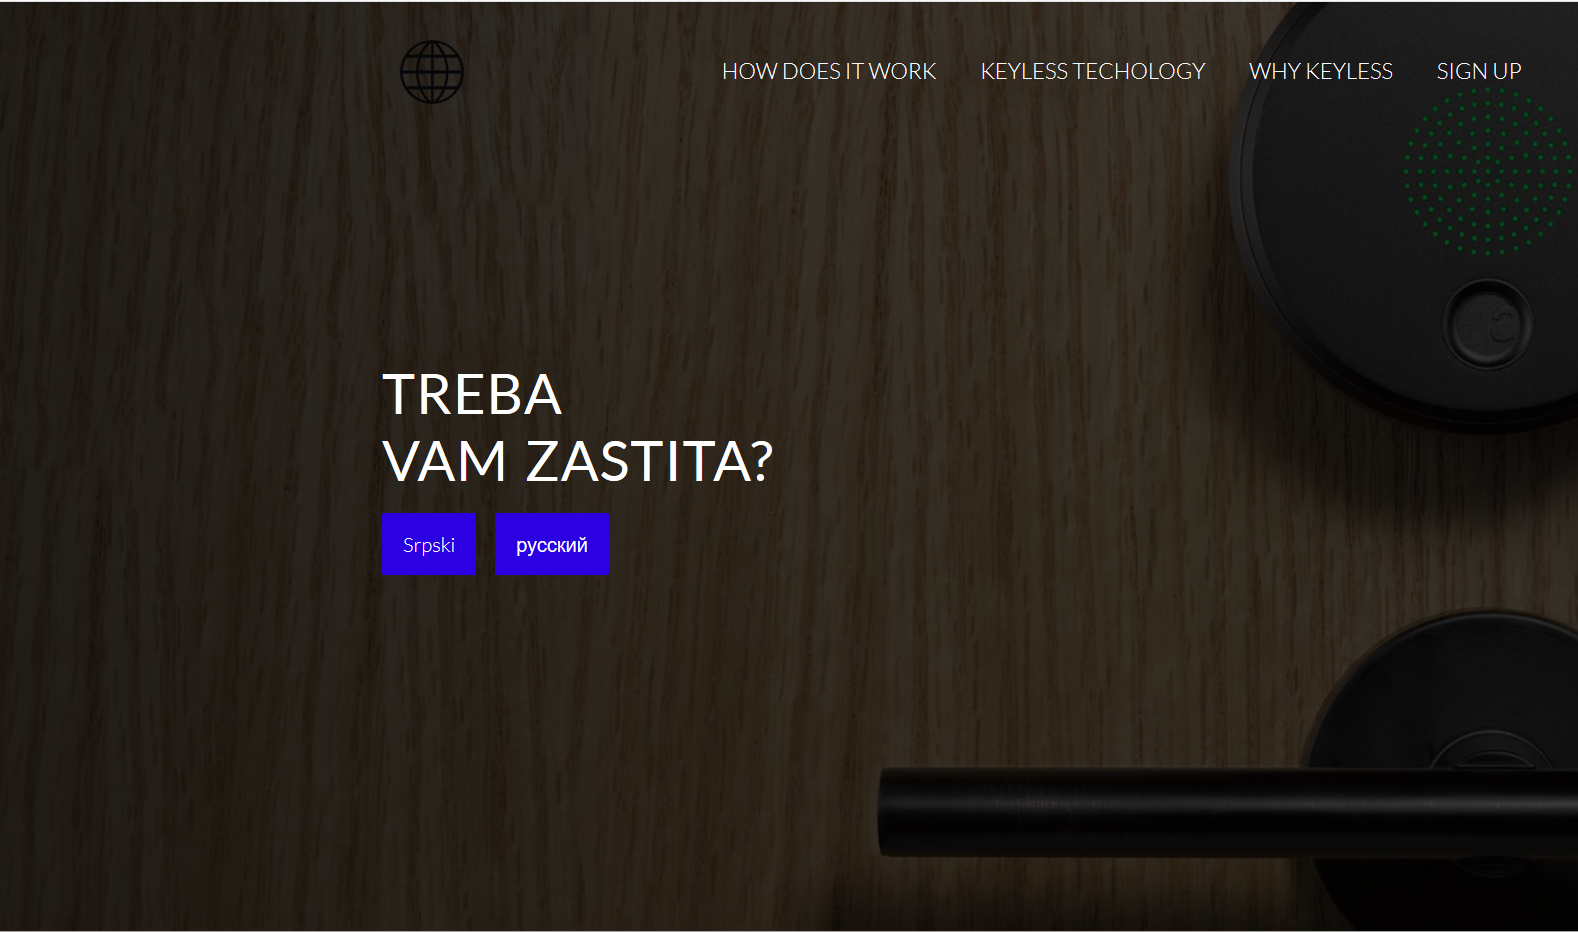 HOW DOES IT WORK KEYLESS TECHOLOGY WHY KEYLESS SIGN UP
TREBA
VAM ZASTITA?
Srpski русский